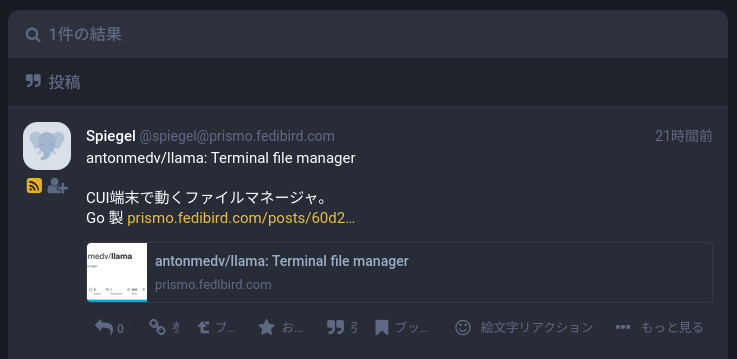 1件の結果
投稿
Spiegel @spiegel@prismo.fedibird.com 21時間前
antonmedv/llama: Terminal file manager
CUI端末で動くファイルマネージャ。
Go 製 prismo.fedibird.com/posts/60d2…
medv/llama
antonmedv/llama: Terminal file manager
prismo.fedibird.com
0 ブ… お… 引 ブッ… 絵文字リアクション もっと見る